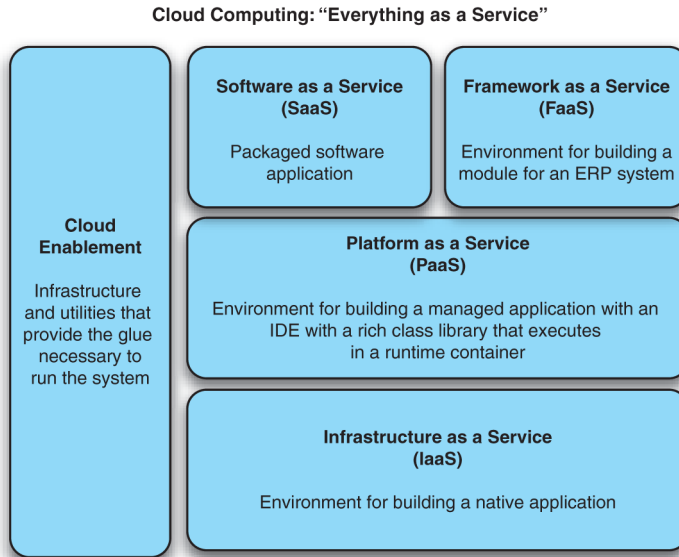 Cloud Computing: “Everything as a Service”
Cloud
Enablement
Infrastructure
and utilities that
provide the glue
necessary to
run the system
Software as a Service
(SaaS)
Packaged software
application
Framework as a Service
(FaaS)
Environment for building a
module for an ERP system
Platform as a Service
(PaaS)
Environment for building a managed application with an
IDE with a rich class library that executes
in a runtime container
Infrastructure as a Service
(IaaS)
Environment for building a native application